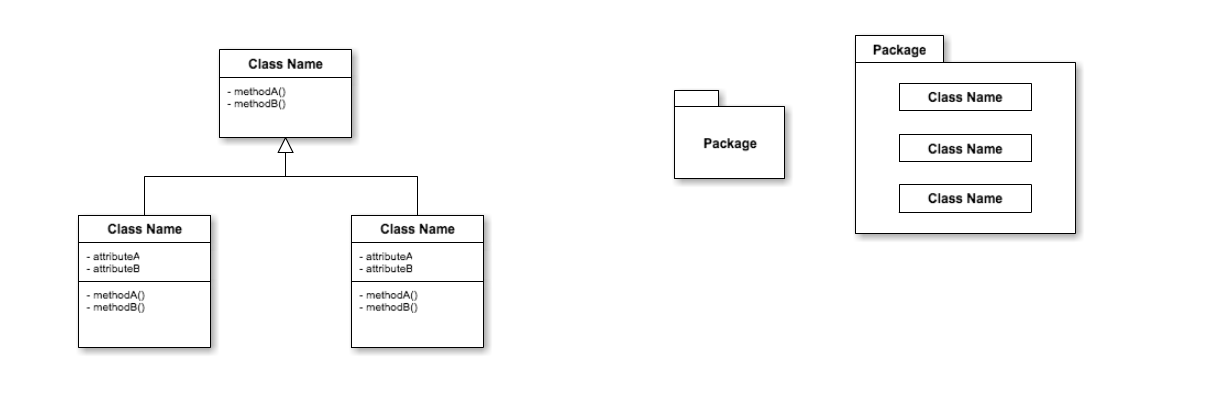 Class Name
- methodA()
- methodB()
Class Name
- attributeA
- attributeB
- methodA()
- methodB()
Class Name
- attributeA
- attributeB
- methodA()
- methodB()
Package
Package
Class Name
Class Name
Class Name